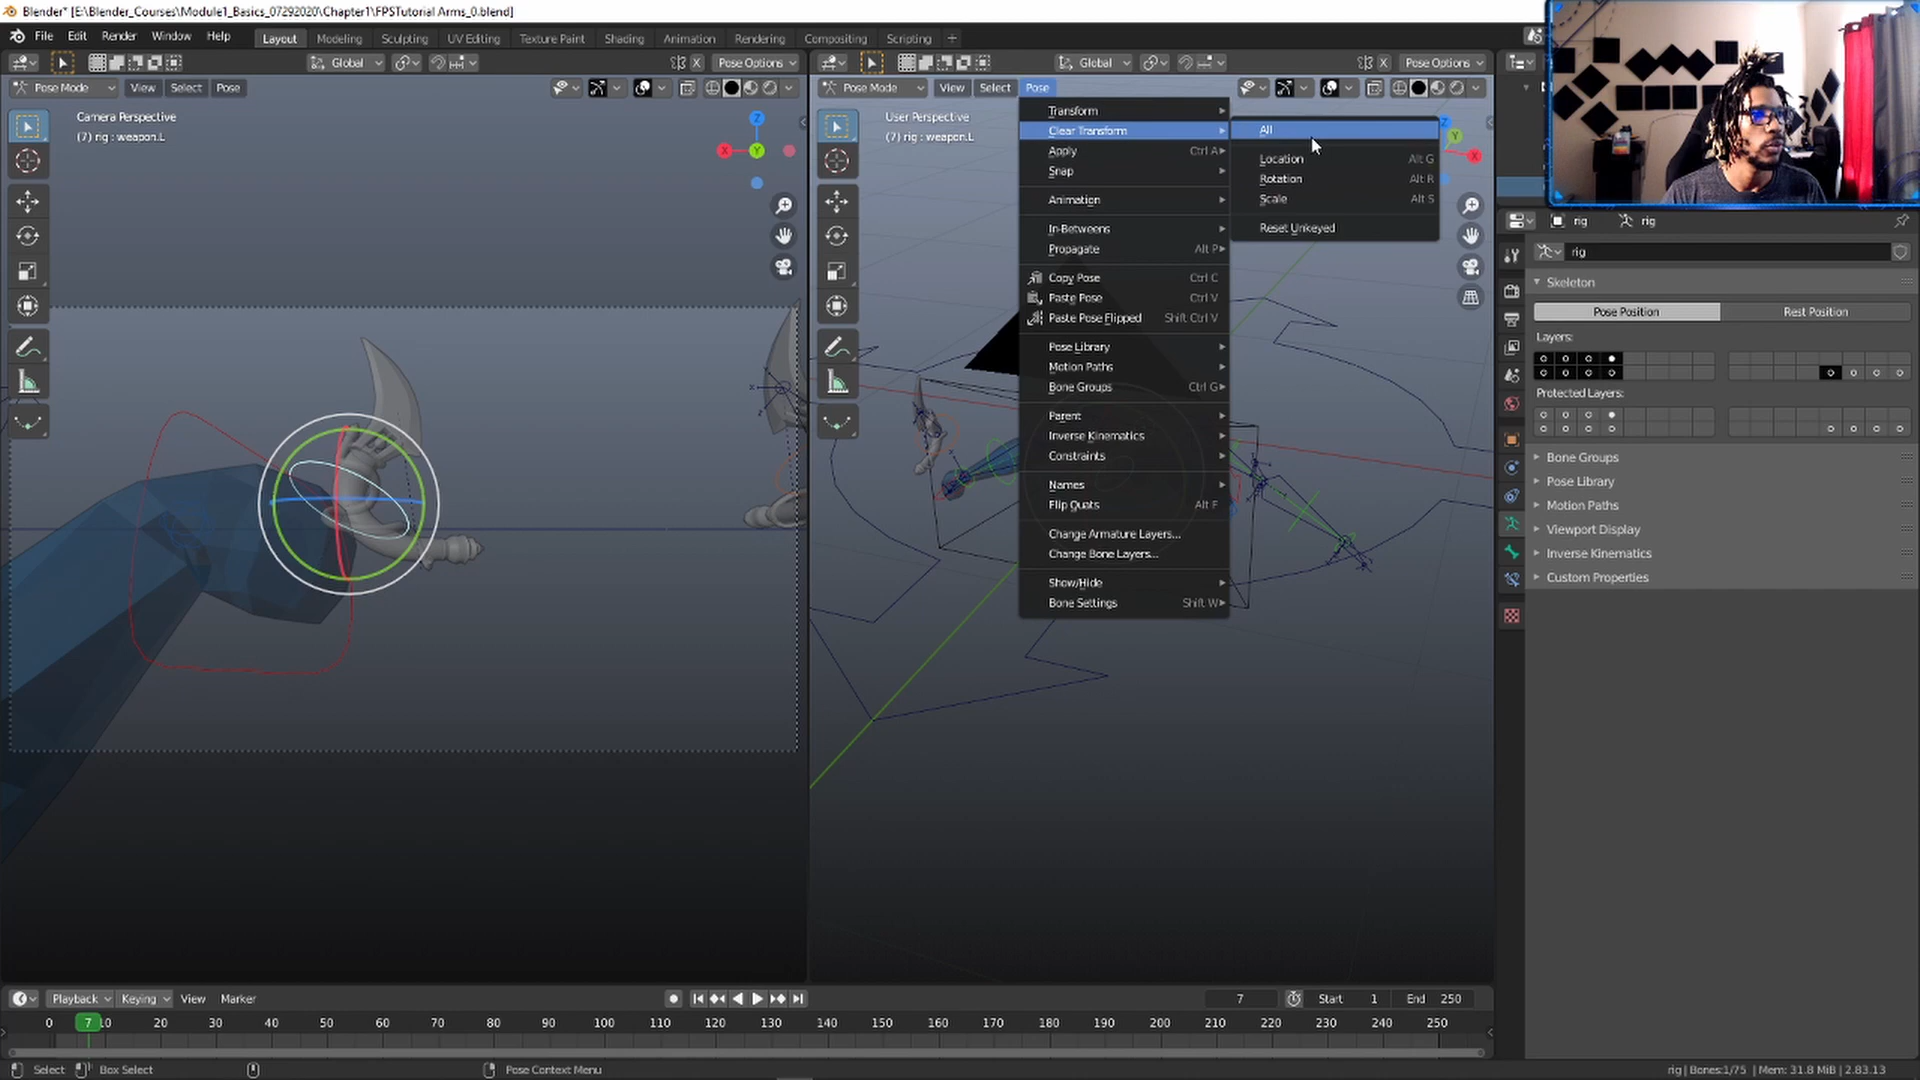 Blender* [E:\Blender_Courses\Module1_Basics_07292020\Chapter1\FPSTutorial Arms_0.blend]
File Edit Render Window Help Layout Modeling Sculpting UV Editing Texture Paint Shading Animation Rendering Compositing Scripting +
Global X Pose Options
Global X Pose Options
Pose Mode View Select Pose
Pose Mode View Select Pose
Camera Perspective
(7) rig : weapon.L
Z
X
Y
User Perspective
(7) rig : weapon.L
Z
Y
X
Transform
Clear Transform
Apply Ctrl A
Snap
Animation
In-Betweens
Propagate Alt P
Copy Pose Ctrl C
Paste Pose Ctrl V
Paste Pose Flipped Shift Ctrl V
Pose Library
Motion Paths
Bone Groups Ctrl G
Parent
Inverse Kinematics
Constraints
Names
Flip Quats Alt F
Change Armature Layers...
Change Bone Layers...
Show/Hide
Bone Settings Shift W
All
Location Alt G
Rotation Alt R
Scale Alt S
Reset Unkeyed
rig rig
rig
Skeleton
Pose Position Rest Position
Layers:
Protected Layers:
Bone Groups
Pose Library
Motion Paths
Viewport Display
Inverse Kinematics
Custom Properties
Playback Keying View Marker 7 Start 1 End 250
0 7 10 20 30 40 50 60 70 80 90 100 110 120 130 140 150 160 170 180 190 200 210 220 230 240 250
Select Box Select Pose Context Menu rig | Bones:1/75 | Mem: 31.8 MiB | 2.83.13